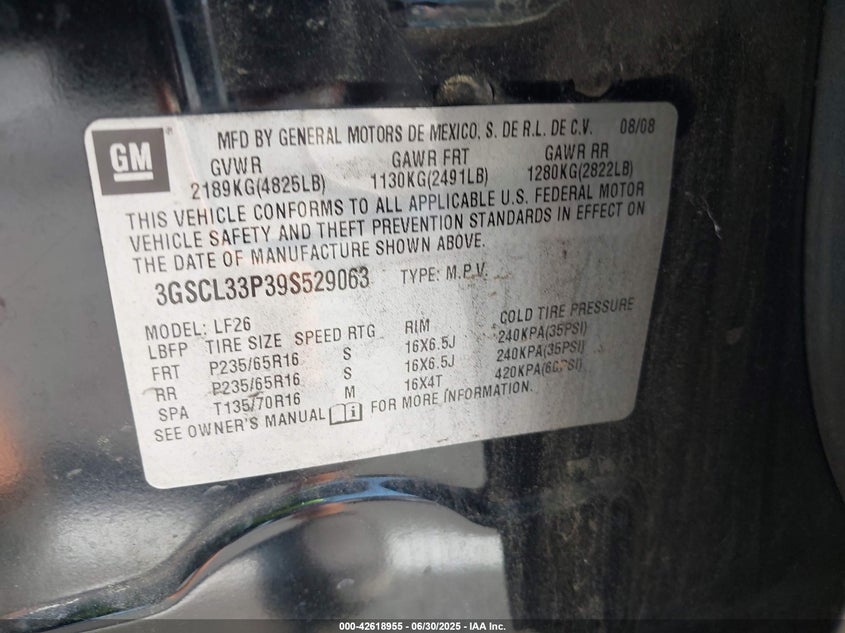 GM
MFD BY GENERAL MOTORS DE MEXICO, S. DE R.L. DE C.V. 08/08
GVWR GAWR FRT GAWR RR
2189KG(4825LB) 1130KG(2491LB) 1280KG(2822LB)
THIS VEHICLE CONFORMS TO ALL APPLICABLE U.S. FEDERAL MOTOR
VEHICLE SAFETY AND THEFT PREVENTION STANDARDS IN EFFECT ON
THE DATE OF MANUFACTURE SHOWN ABOVE.
3GSCL33P39S529063 TYPE: M.P.V.
MODEL: LF26
LBFP TIRE SIZE SPEED RTG RIM COLD TIRE PRESSURE
FRT P235/65R16 S 16X6.5J 240KPA(35PSI)
RR P235/65R16 S 16X6.5J 240KPA(35PSI)
SPA T135/70R16 M 16X4T 420KPA(60PSI)
SEE OWNER'S MANUAL FOR MORE INFORMATION.
000-42618955 - 06/30/2025 - IAA Inc.